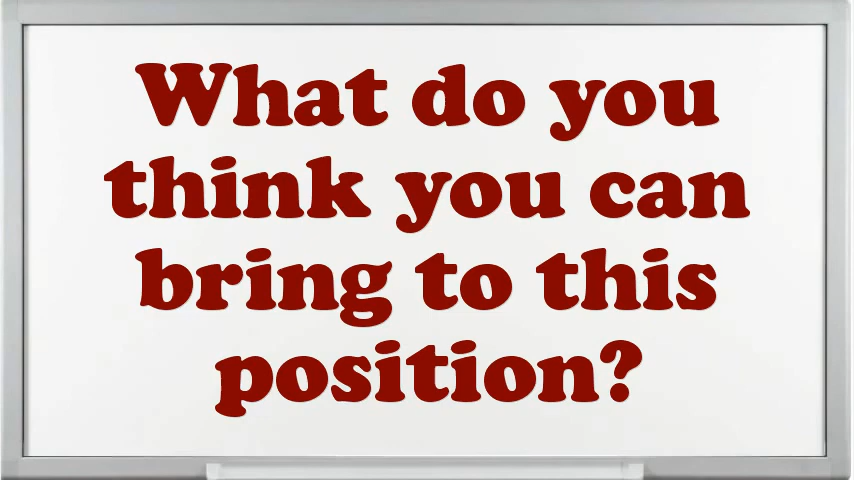 What do you
think you can
bring to this
position?